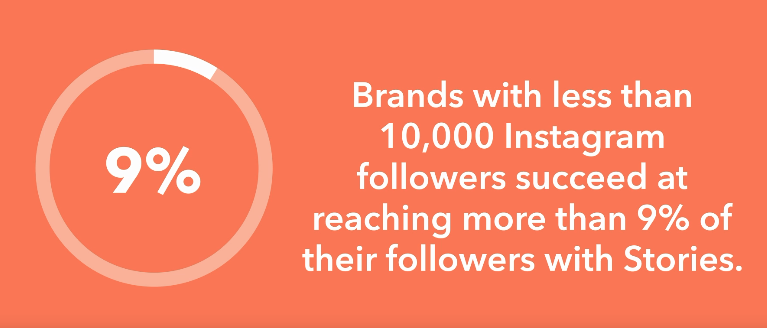 9%
Brands with less than
10,000 Instagram
followers succeed at
reaching more than 9% of
their followers with Stories.